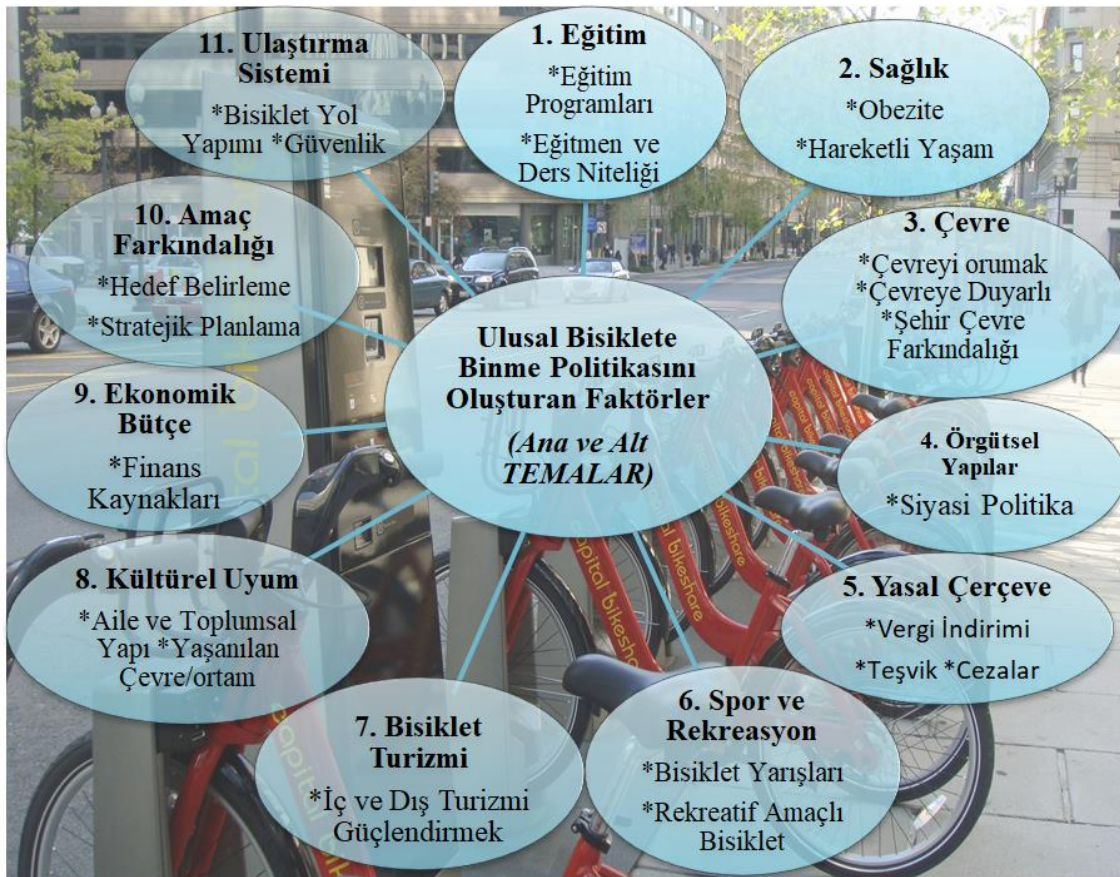 1. Eğitim
*Eğitim
Programları
*Eğitmen ve
Ders Niteliği
2. Sağlık
*Obezite
*Hareketli Yaşam
3. Çevre
*Çevreyi orumak
*Çevreye Duyarlı
*Şehir Çevre
Farkındalığı
4. Örgütsel
Yapılar
*Siyasi Politika
5. Yasal Çerçeve
*Vergi İndirimi
*Teşvik *Cezalar
6. Spor ve
Rekreasyon
*Bisiklet Yarışları
*Rekreatif Amaçlı
Bisiklet
7. Bisiklet
Turizmi
*İç ve Dış Turizmi
Güçlendirmek
8. Kültürel Uyum
*Aile ve Toplumsal
Yapı *Yaşanılan
Çevre/ortam
9. Ekonomik
Bütçe
*Finans
Kaynakları
10. Amaç
Farkındalığı
*Hedef Belirleme
*Stratejik Planlama
11. Ulaştırma
Sistemi
*Bisiklet Yol
Yapımı *Güvenlik
Ulusal Bisiklete
Binme Politikasını
Oluşturan Faktörler
(Ana ve Alt
TEMALAR)
capital bikeshare
capital bikeshare
capital bikeshare